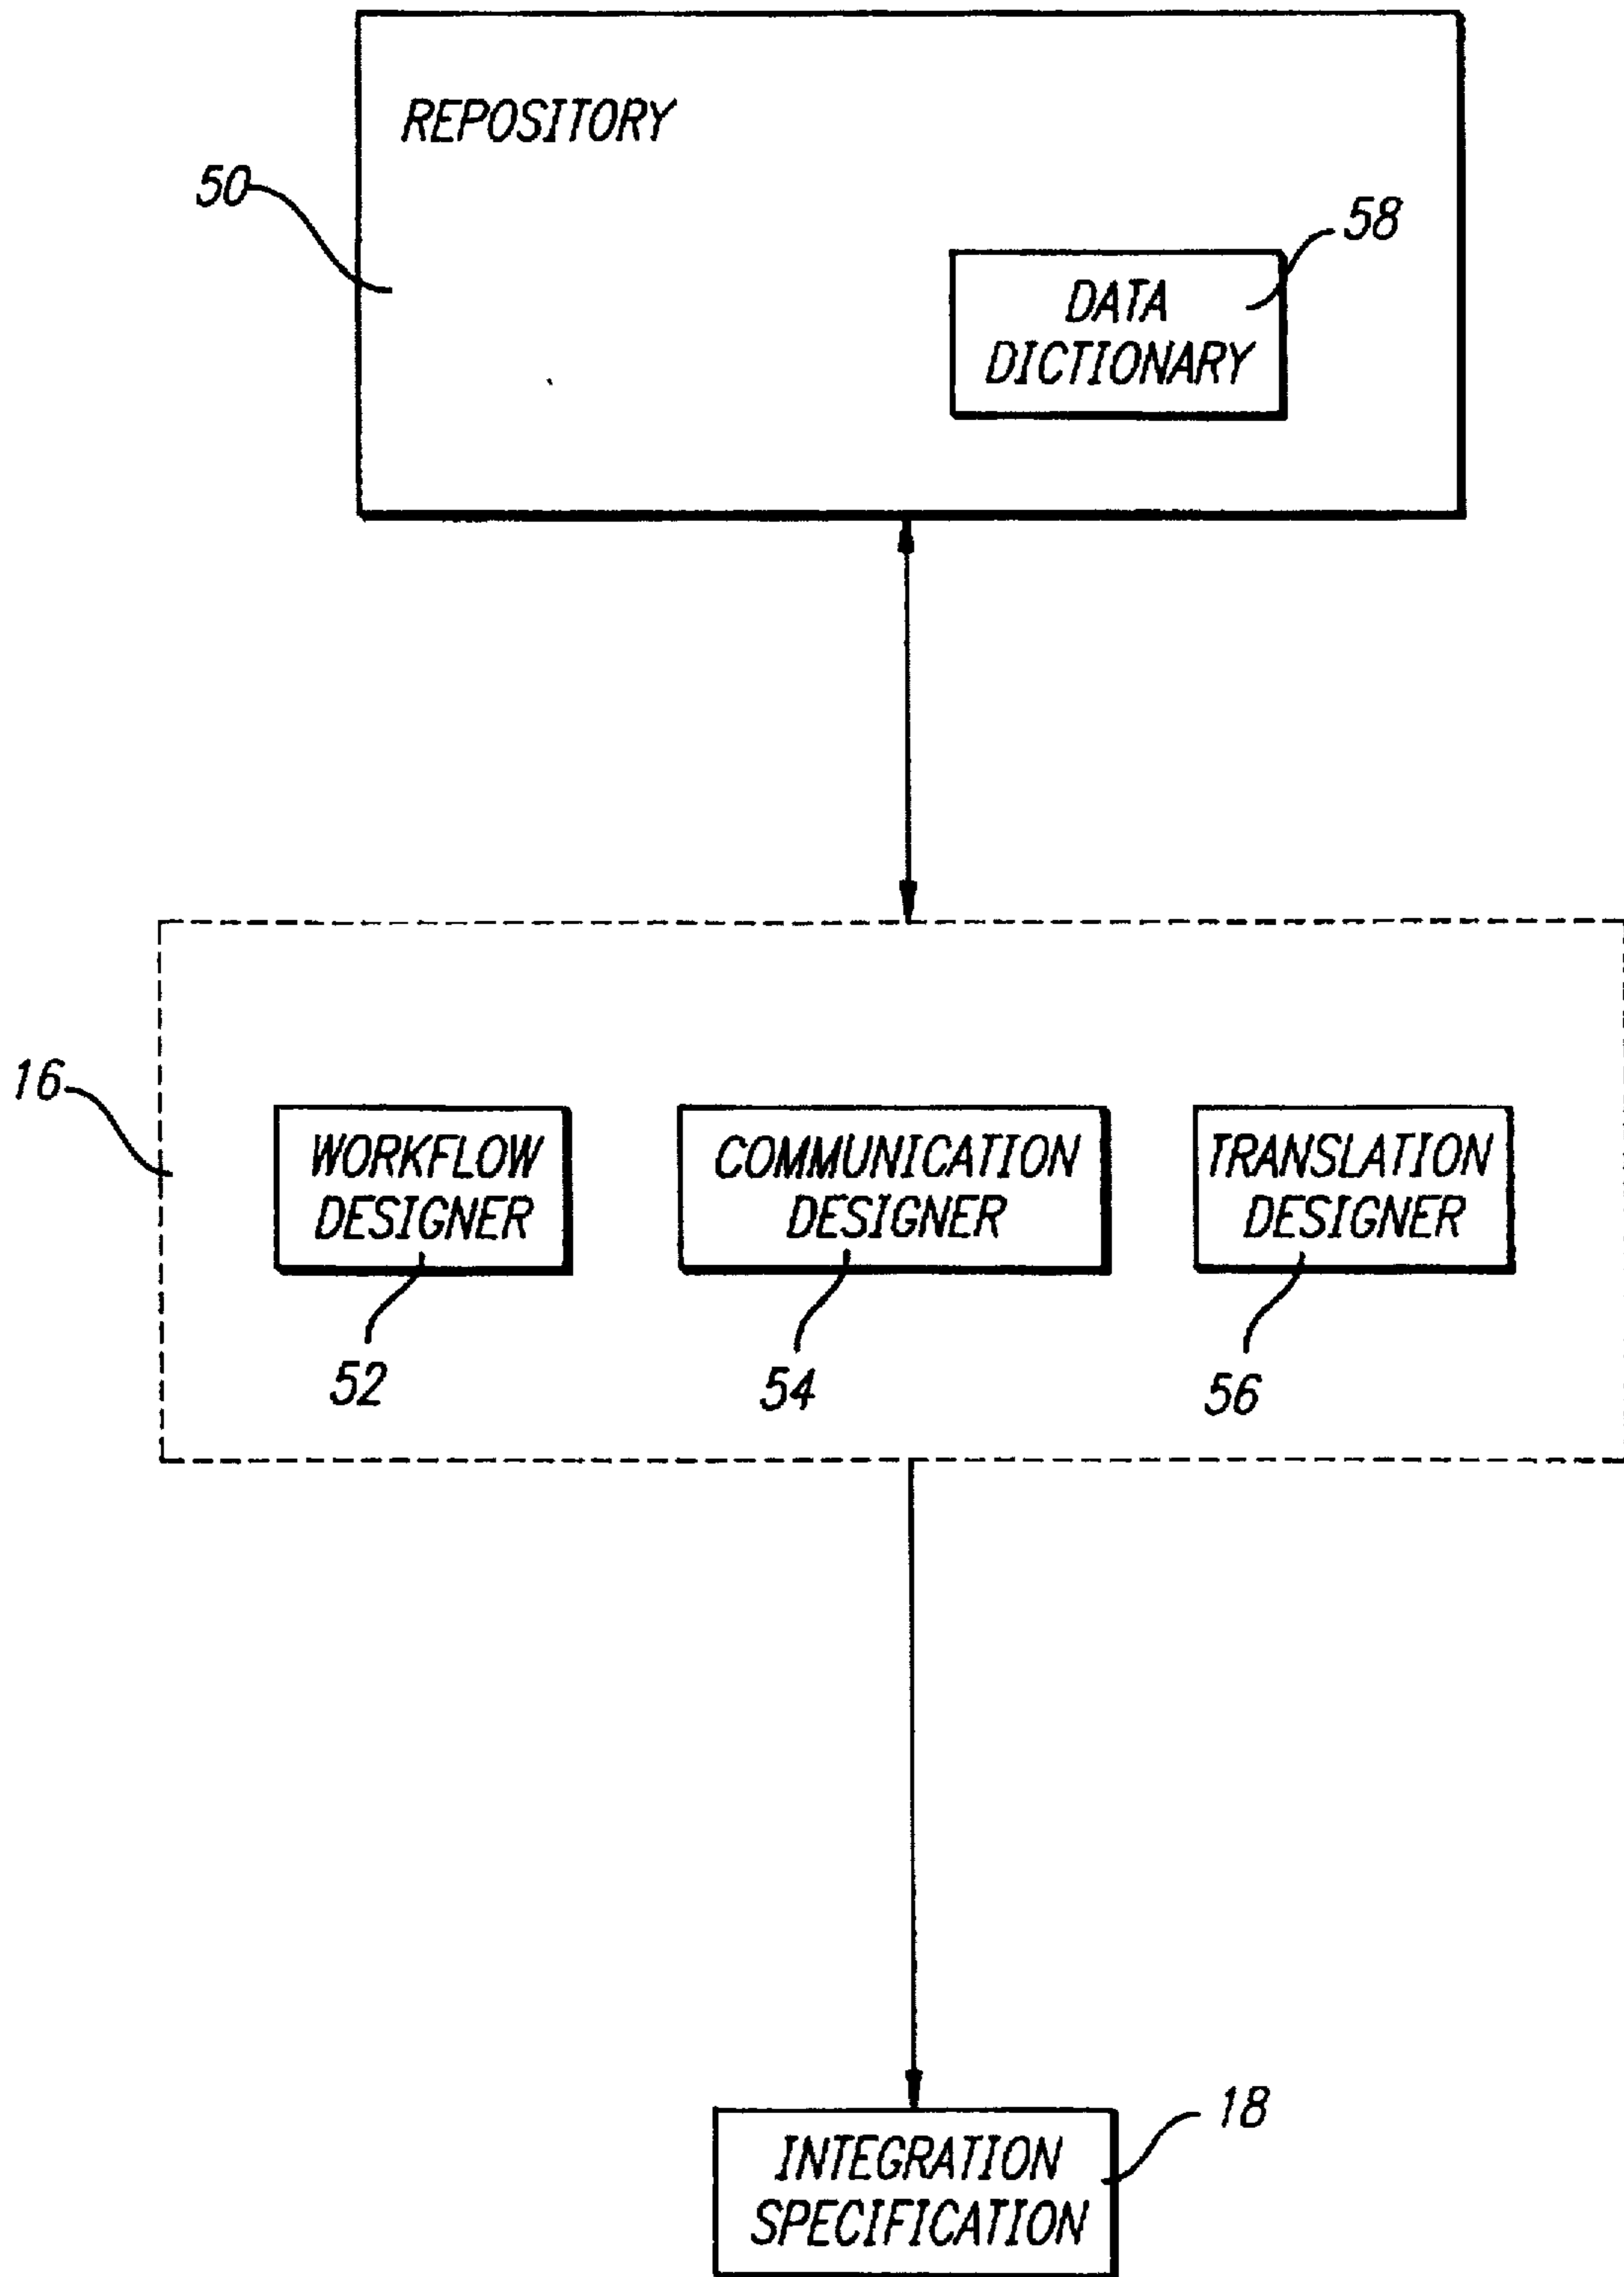 REPOSITORY
50
58
DATA
DICTIONARY
16
WORKFLOW
DESIGNER
COMMUNICATION
DESIGNER
TRANSLATION
DESIGNER
52
54
56
18
INTEGRATION
SPECIFICATION